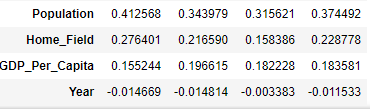 Population 0.412568 0.343979 0.315621 0.374492
Home_Field 0.276401 0.216590 0.158386 0.228778
GDP_Per_Capita 0.155244 0.196615 0.182228 0.183581
Year -0.014669 -0.014814 -0.003383 -0.011533